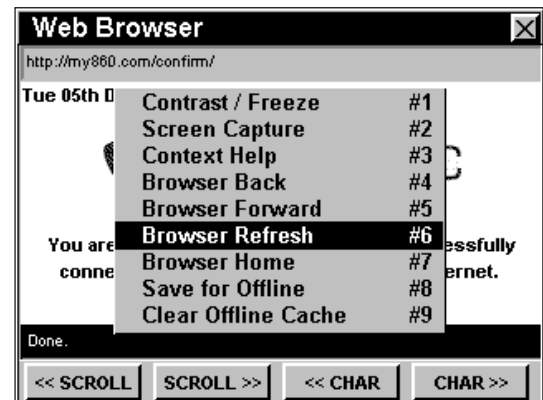 Web Browser
http://my860.com/confirm/
Tue 05th D
Contrast / Freeze #1
Screen Capture #2
Context Help #3
Browser Back #4
Browser Forward #5
Browser Refresh #6
Browser Home #7
Save for Offline #8
Clear Offline Cache #9
You are essfully
conne ernet.
Done.
<< SCROLL SCROLL >> << CHAR CHAR >>